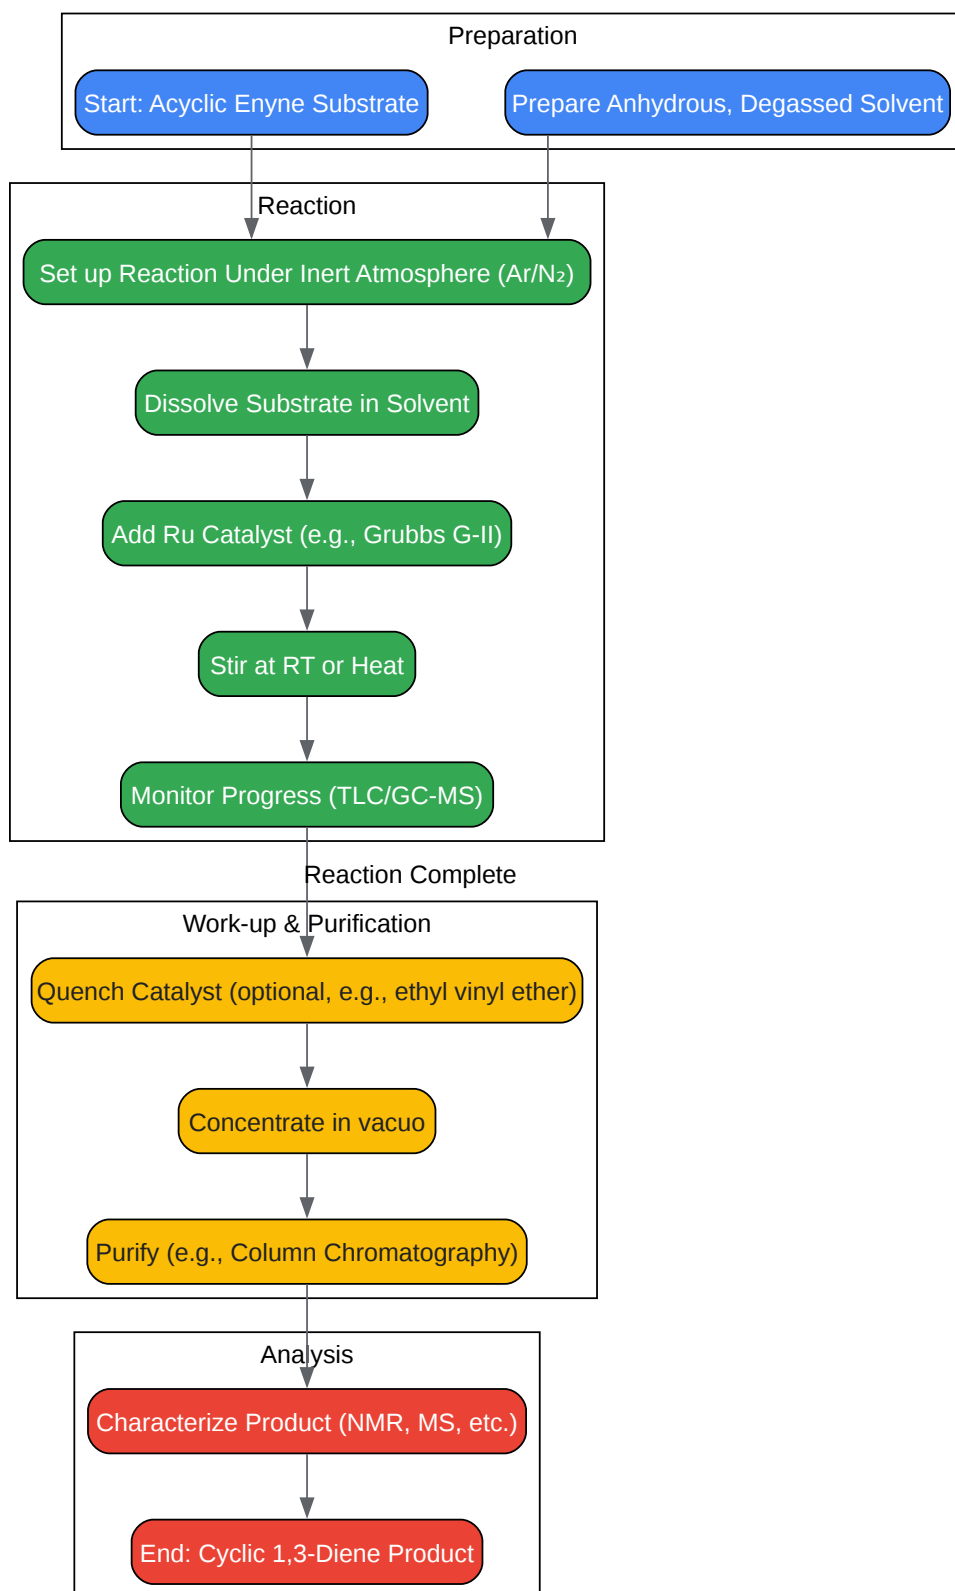 Preparation
Start: Acyclic Enyne Substrate
Prepare Anhydrous, Degassed Solvent
Reaction
Set up Reaction Under Inert Atmosphere (Ar/N₂)
Dissolve Substrate in Solvent
Add Ru Catalyst (e.g., Grubbs G-II)
Stir at RT or Heat
Monitor Progress (TLC/GC-MS)
Reaction Complete
Work-up & Purification
Quench Catalyst (optional, e.g., ethyl vinyl ether)
Concentrate in vacuo
Purify (e.g., Column Chromatography)
Analysis
Characterize Product (NMR, MS, etc.)
End: Cyclic 1,3-Diene Product